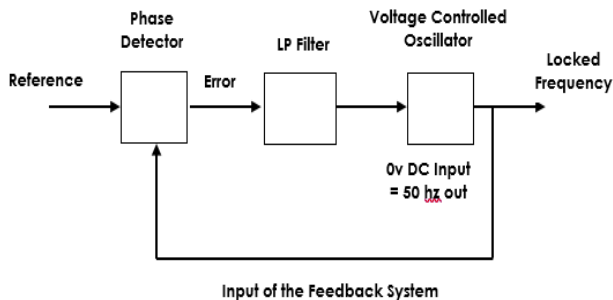 Phase
Detector
LP Filter
Voltage Controlled
Oscillator
Locked
Frequency
Reference
Error
0v DC Input
= 50 hz out
Input of the Feedback System